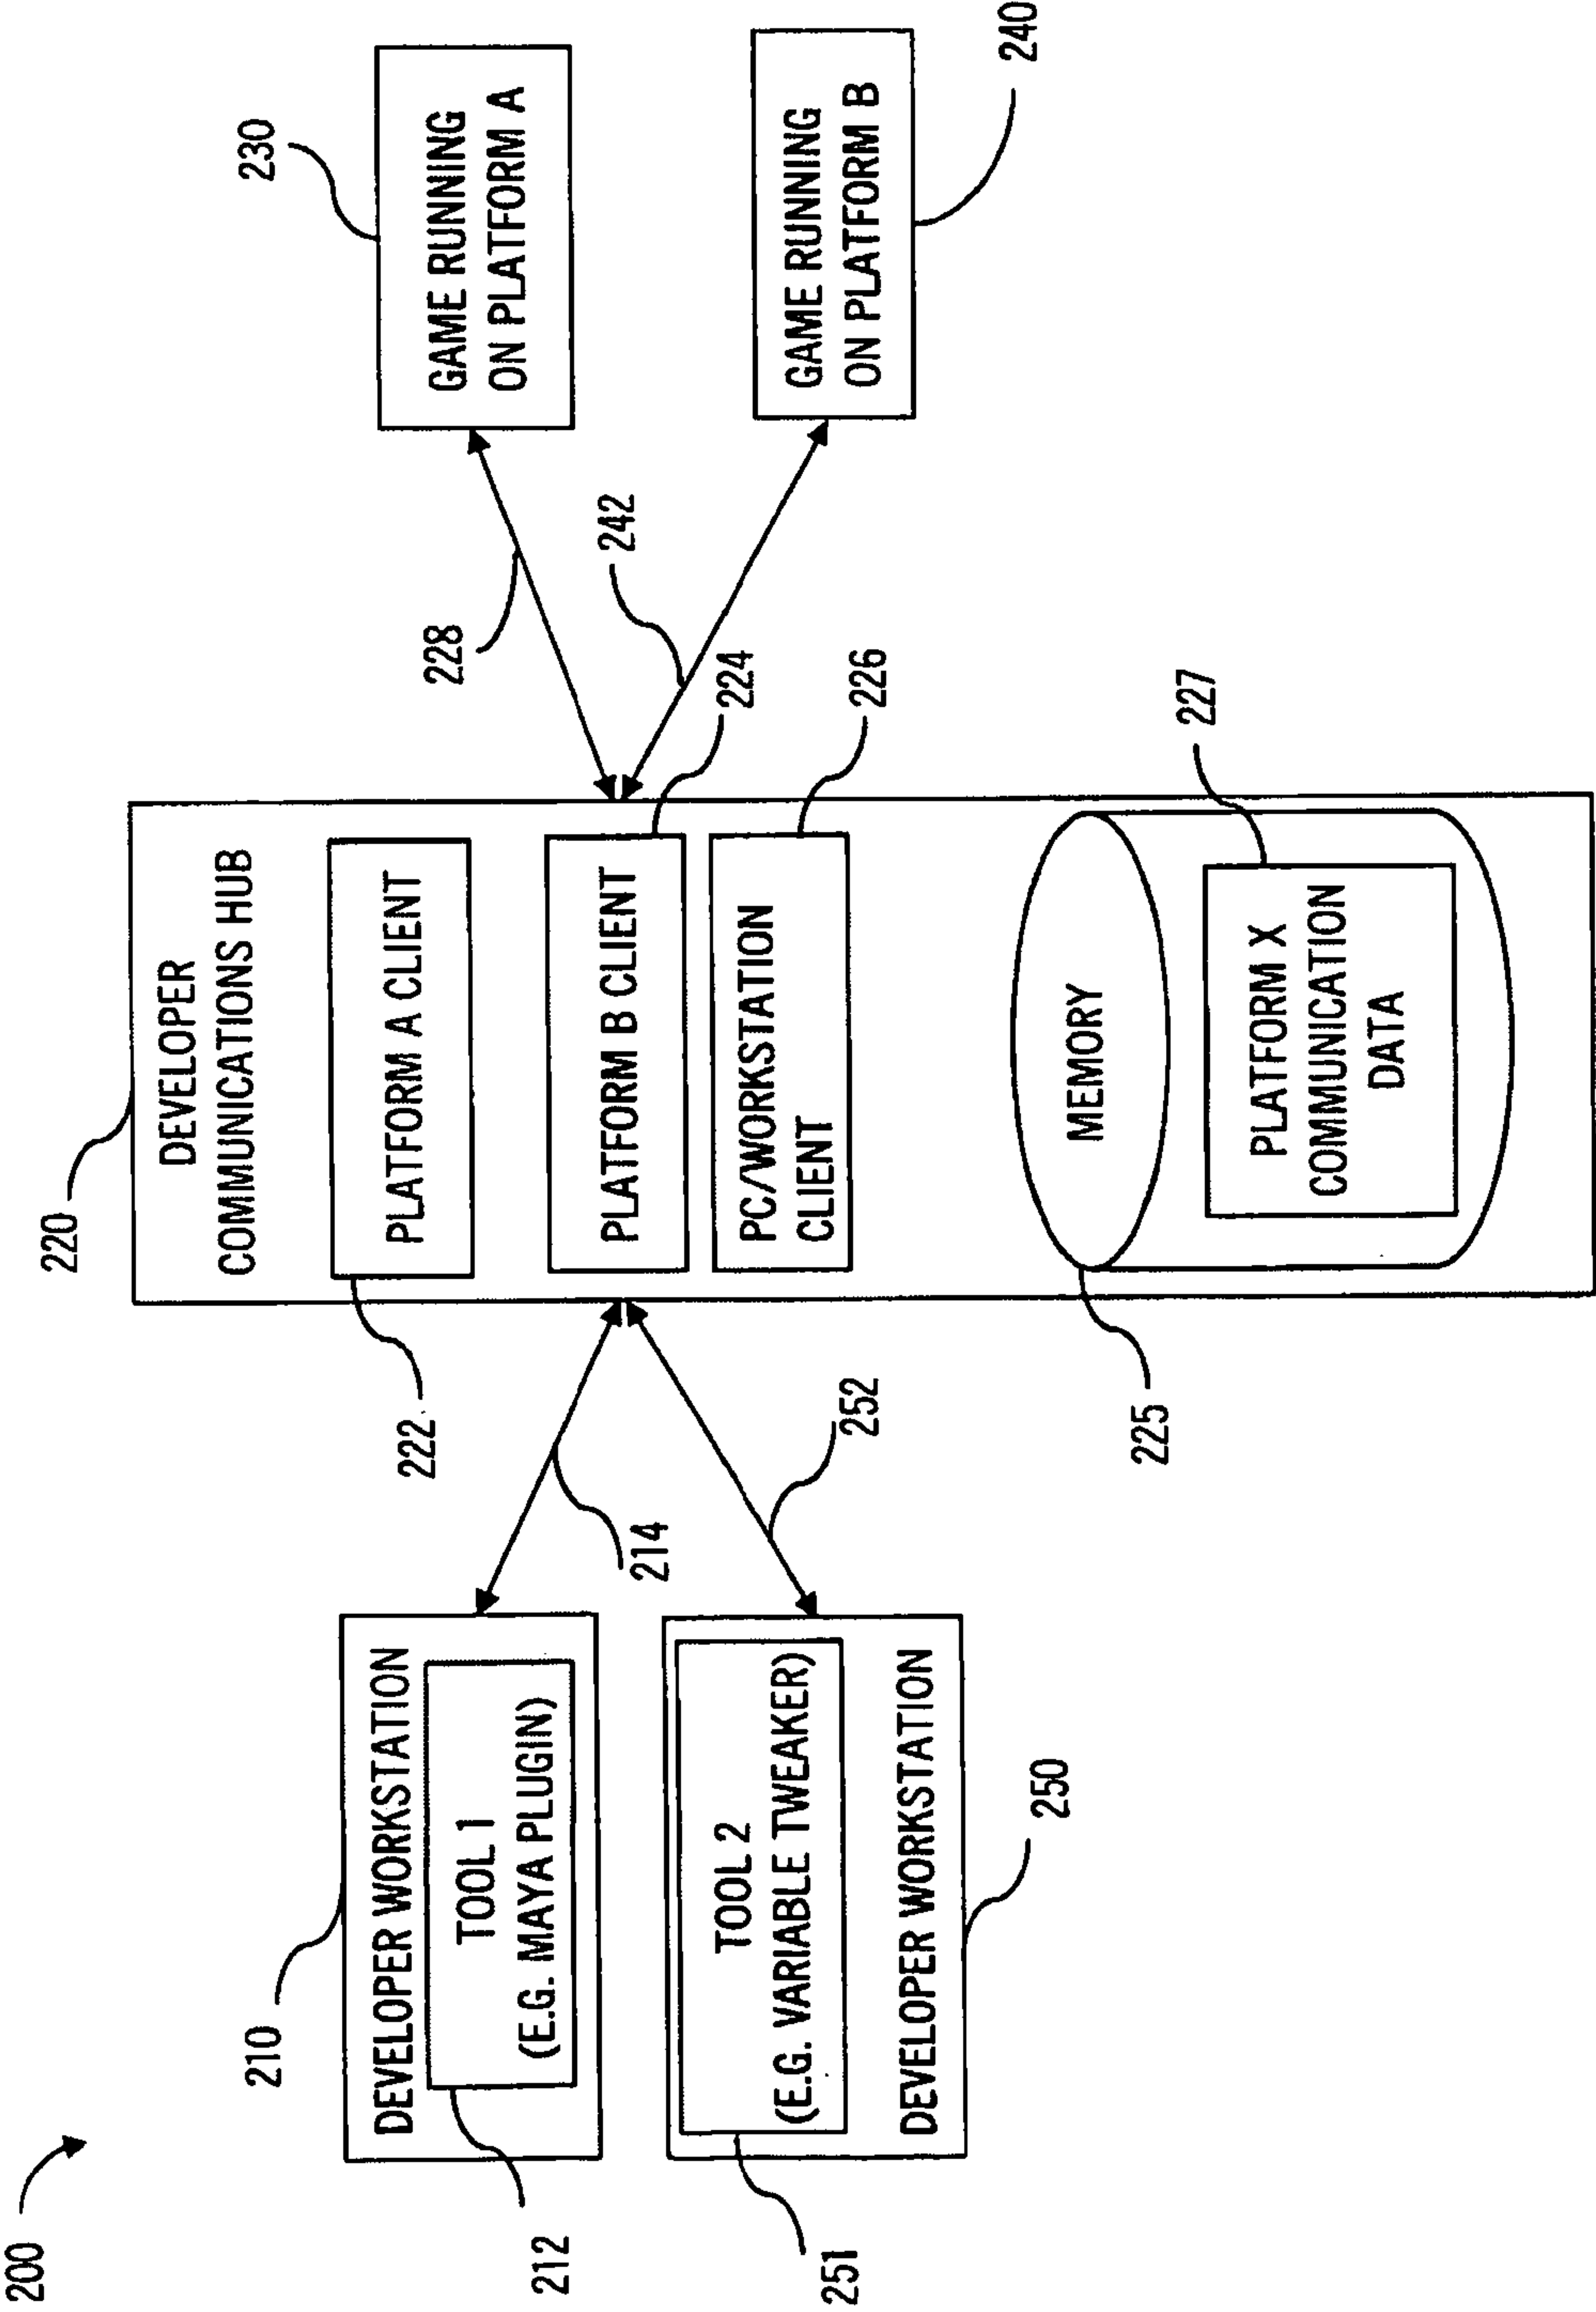 200
210
DEVELOPER WORKSTATION
TOOL 1
(E.G. MAYA PLUGIN)
212
214
TOOL 2
(E.G. VARIABLE TWEAKER)
DEVELOPER WORKSTATION
251
250
252
220
DEVELOPER
COMMUNICATIONS HUB
PLATFORM A CLIENT
222
PLATFORM B CLIENT
224
PC/WORKSTATION
CLIENT
226
MEMORY
225
PLATFORM X
COMMUNICATION
DATA
227
228
242
230
GAME RUNNING
ON PLATFORM A
GAME RUNNING
ON PLATFORM B
240